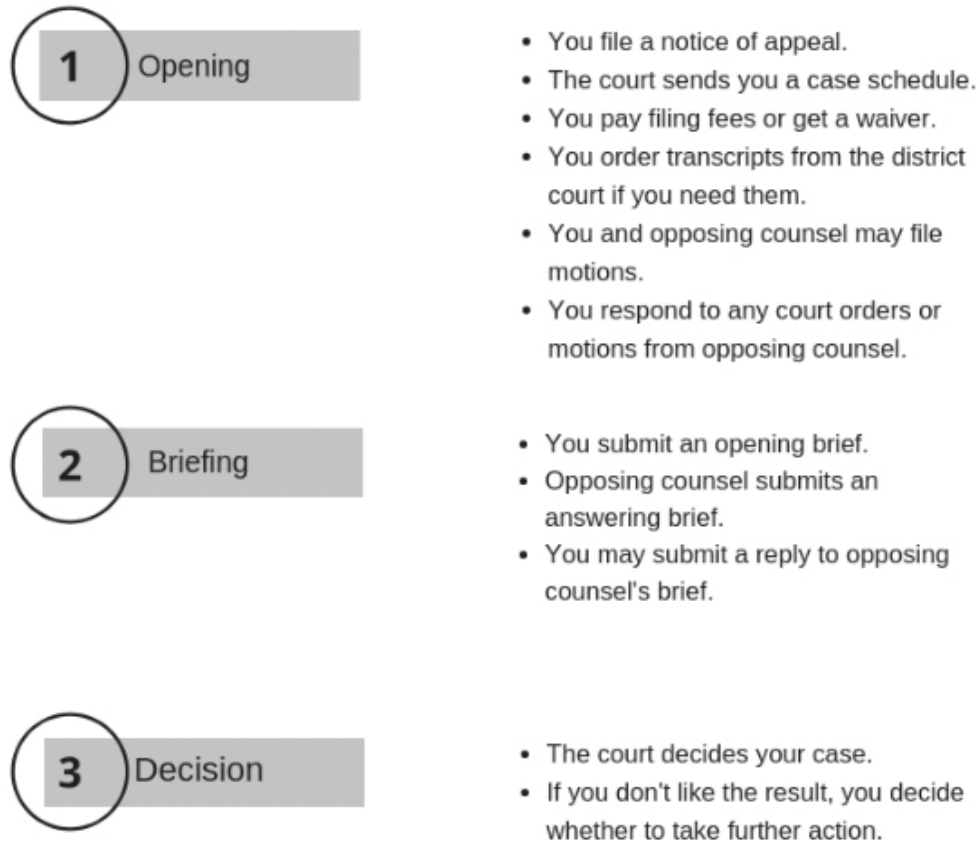 1 Opening
• You file a notice of appeal.
• The court sends you a case schedule.
• You pay filing fees or get a waiver.
• You order transcripts from the district
court if you need them.
• You and opposing counsel may file
motions.
• You respond to any court orders or
motions from opposing counsel.
2 Briefing
• You submit an opening brief.
• Opposing counsel submits an
answering brief.
• You may submit a reply to opposing
counsel's brief.
3 Decision
• The court decides your case.
• If you don't like the result, you decide
whether to take further action.